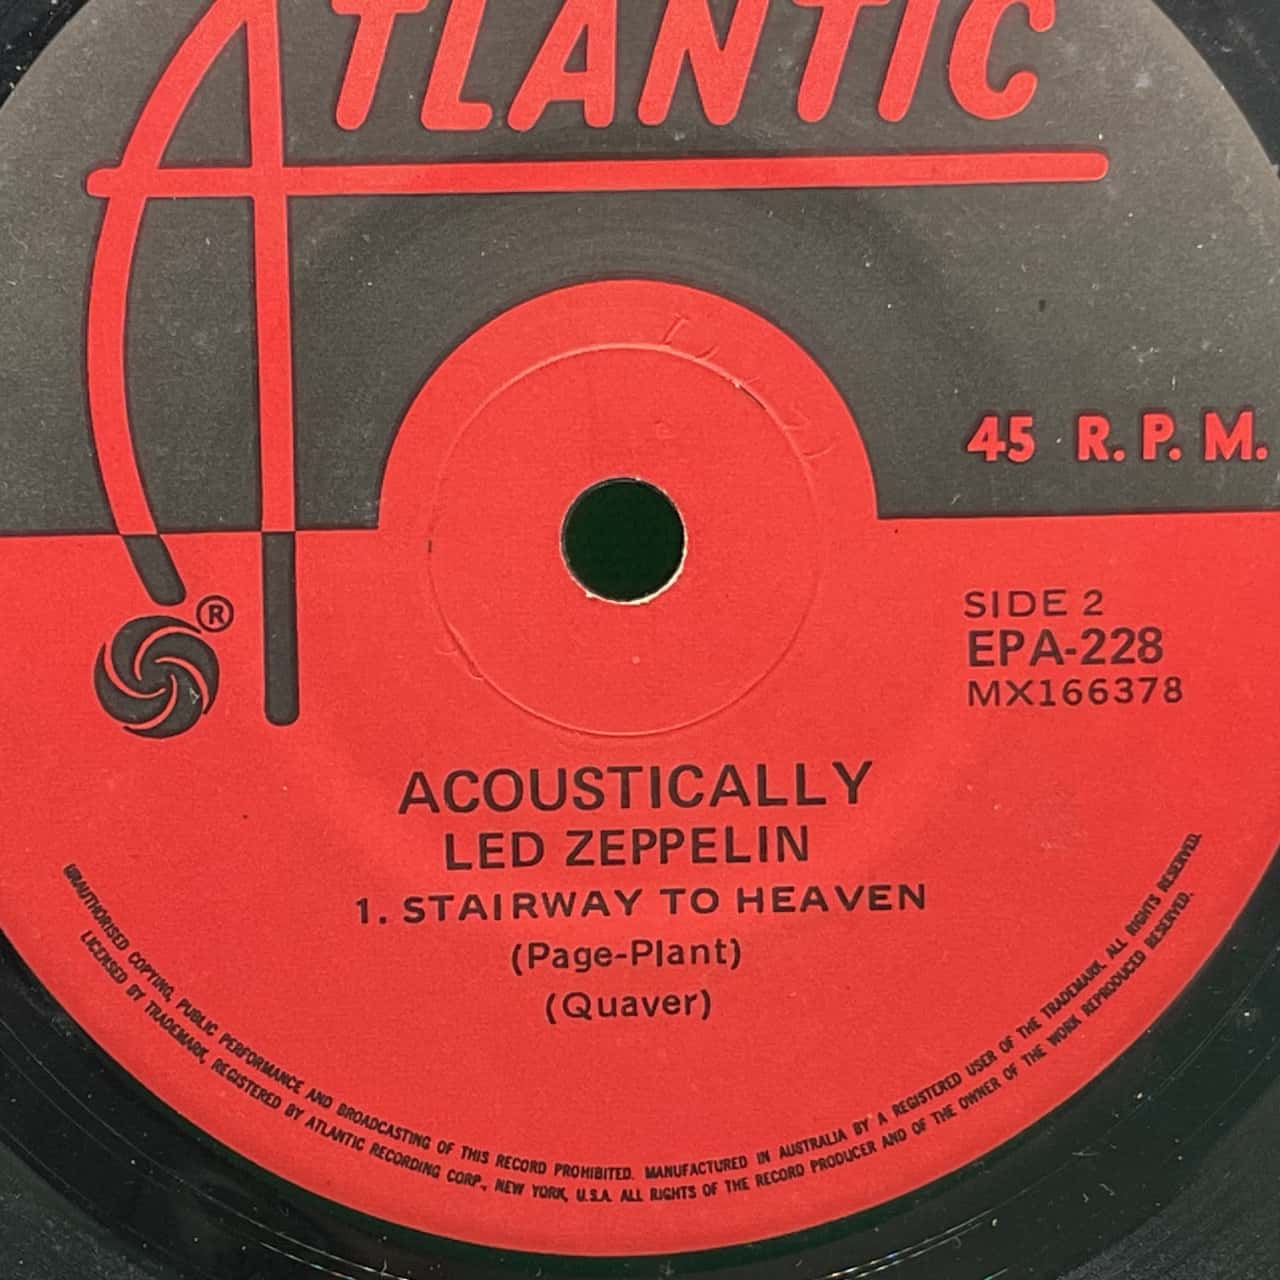 ATLANTIC
45 R.P.M.
®
SIDE 2
EPA-228
MX166378
ACOUSTICALLY
LED ZEPPELIN
1. STAIRWAY TO HEAVEN
(Page-Plant)
(Quaver)
UNAUTHORISED COPYING, PUBLIC PERFORMANCE AND BROADCASTING OF THIS RECORD PROHIBITED. MANUFACTURED IN AUSTRALIA BY A REGISTERED USER OF THE TRADEMARK. ALL RIGHTS RESERVED.
LICENSED BY TRADEMARK, REGISTERED BY ATLANTIC RECORDING CORP., NEW YORK, U.S.A. ALL RIGHTS OF THE RECORD PRODUCER AND OF THE OWNER OF THE WORK REPRODUCED RESERVED.